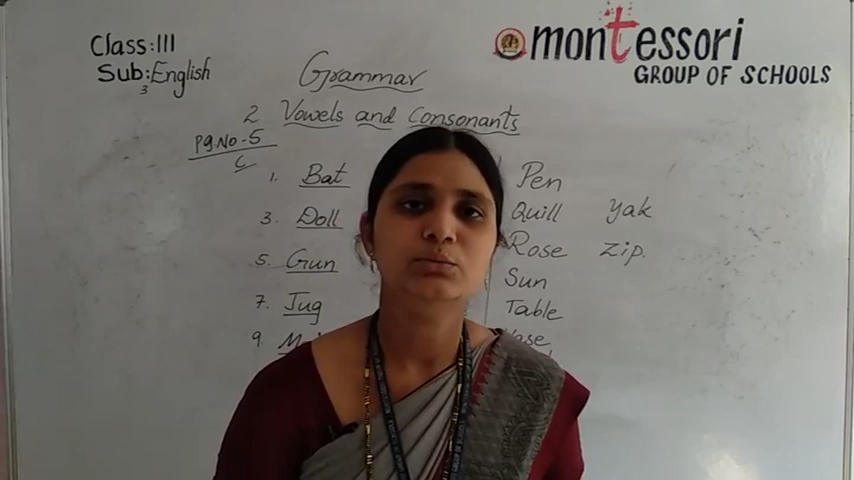 Class: III
Sub: English
3
montessori
GROUP OF SCHOOLS
Grammar
2 Vowels and Consonants
Pg.No - 5
1. Bat
3. Doll
5. Gun
7. Jug
9.
Pen
Quill
Rose
Sun
Table
Yak
Zip.